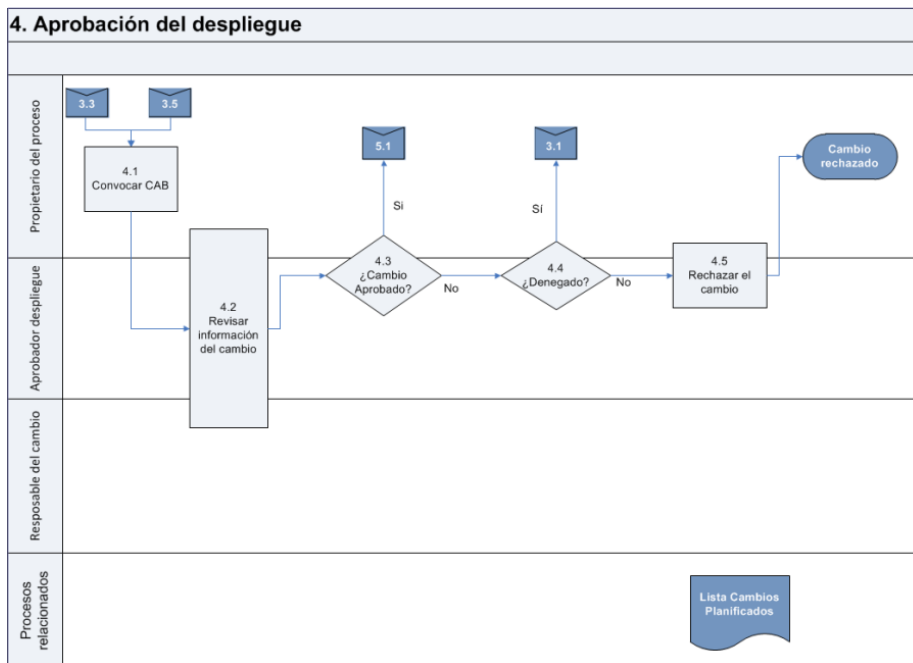 4. Aprobación del despliegue
Propietario del proceso
3.3
3.5
4.1
Convocar CAB
5.1
Si
3.1
Sí
Cambio
rechazado
Aprobador despliegue
4.2
Revisar
información
del cambio
4.3
¿Cambio
Aprobado?
No
4.4
¿Denegado?
No
4.5
Rechazar el
cambio
Resposable del cambio
Procesos
relacionados
Lista Cambios
Planificados